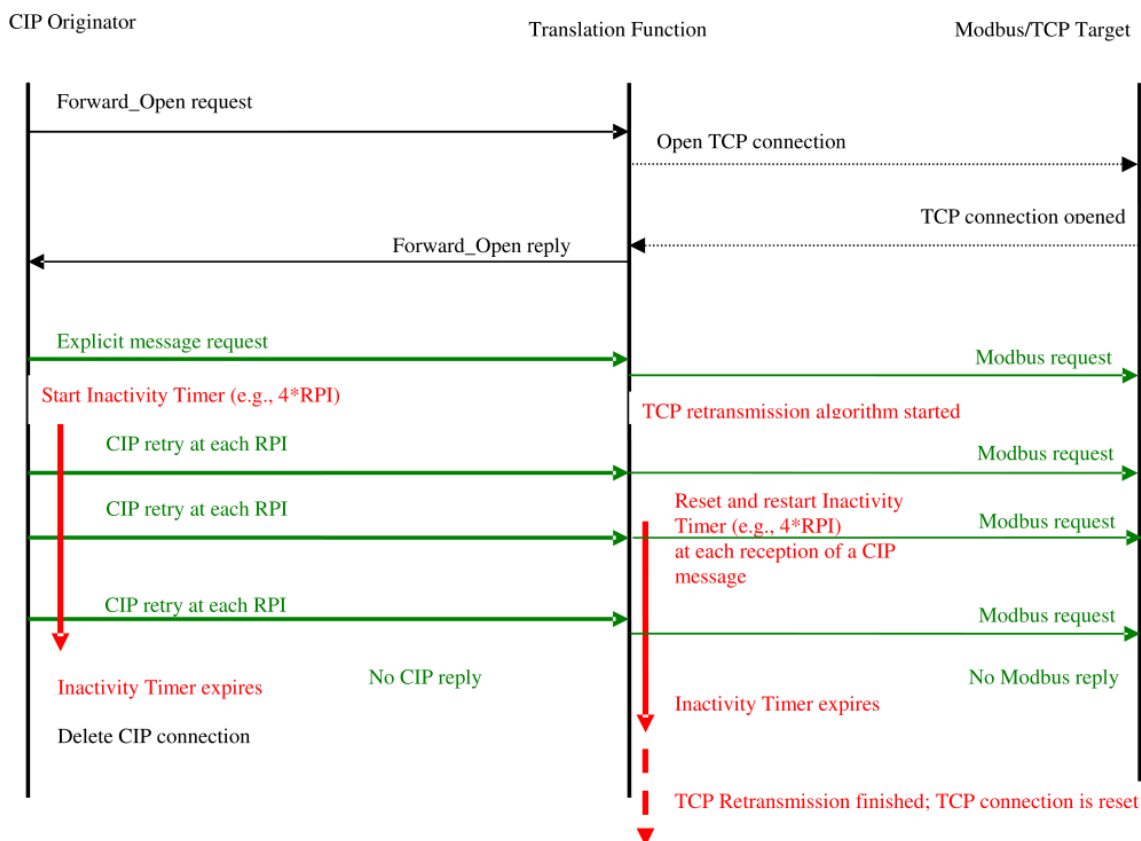 CIP Originator
Translation Function
Modbus/TCP Target
Forward_Open request
Open TCP connection
TCP connection opened
Forward_Open reply
Explicit message request
Modbus request
Start Inactivity Timer (e.g., 4*RPI)
TCP retransmission algorithm started
CIP retry at each RPI
Modbus request
CIP retry at each RPI
Reset and restart Inactivity
Timer (e.g., 4*RPI)
at each reception of a CIP
message
Modbus request
CIP retry at each RPI
Modbus request
No CIP reply
No Modbus reply
Inactivity Timer expires
Inactivity Timer expires
Delete CIP connection
TCP Retransmission finished; TCP connection is reset